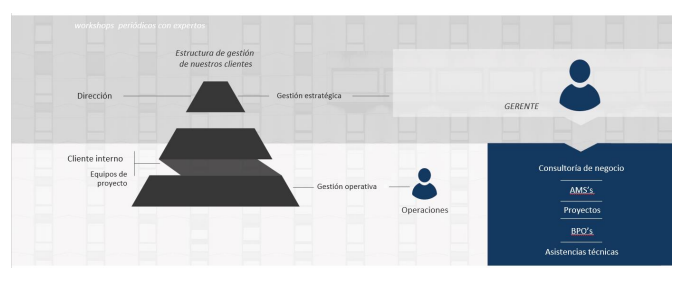 workshops periódicos con expertos
Estructura de gestión
de nuestros clientes
Dirección
Gestión estratégica
GERENTE
Cliente interno
Equipos de
proyecto
Gestión operativa
Operaciones
Consultoría de negocio
AMS's
Proyectos
BPO's
Asistencias técnicas